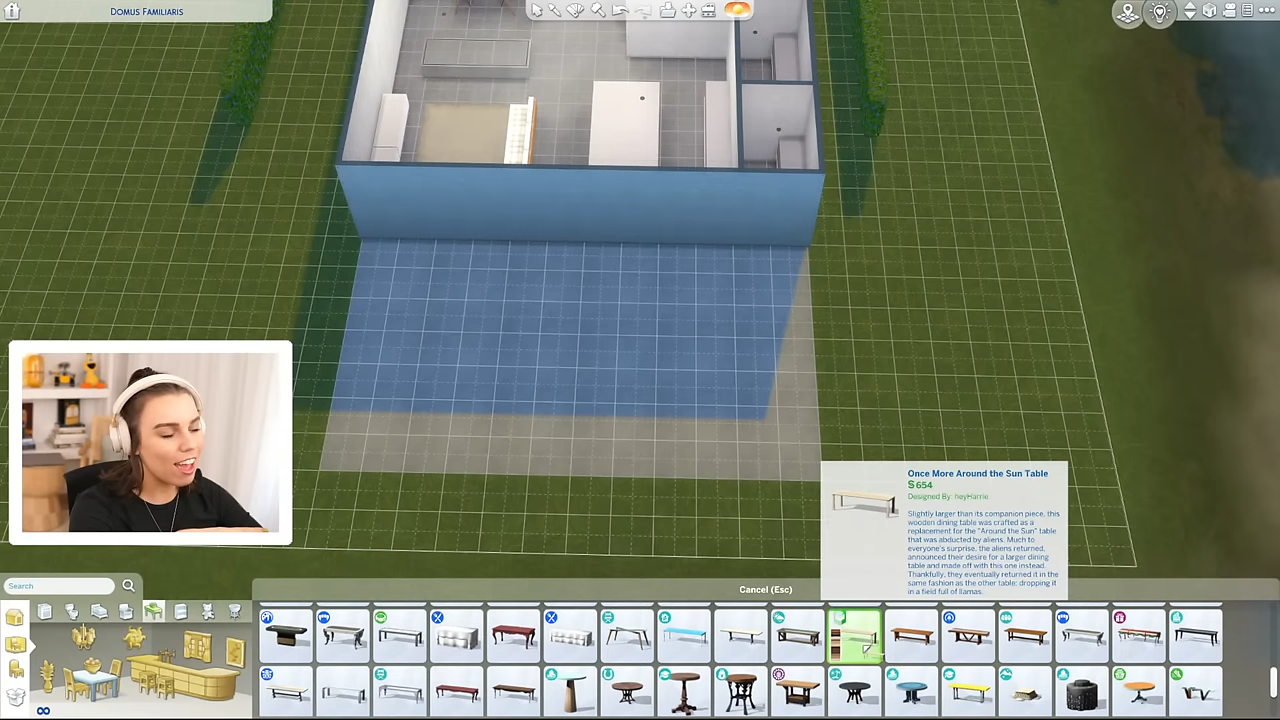 Domus Familiaris
Once More Around the Sun Table
§654
Designed By: heyHarrie
Slightly larger than its companion piece, this
wooden dining table was crafted as a
replacement for the "Around the Sun" table
that was abducted by aliens. Much to
everyone's surprise, the aliens returned,
announced their desire for a larger dining
table and made off with this one instead.
Thankfully, they eventually returned it in the
same fashion as the other table: dropping it
in a field full of llamas.
Search
Cancel (Esc)